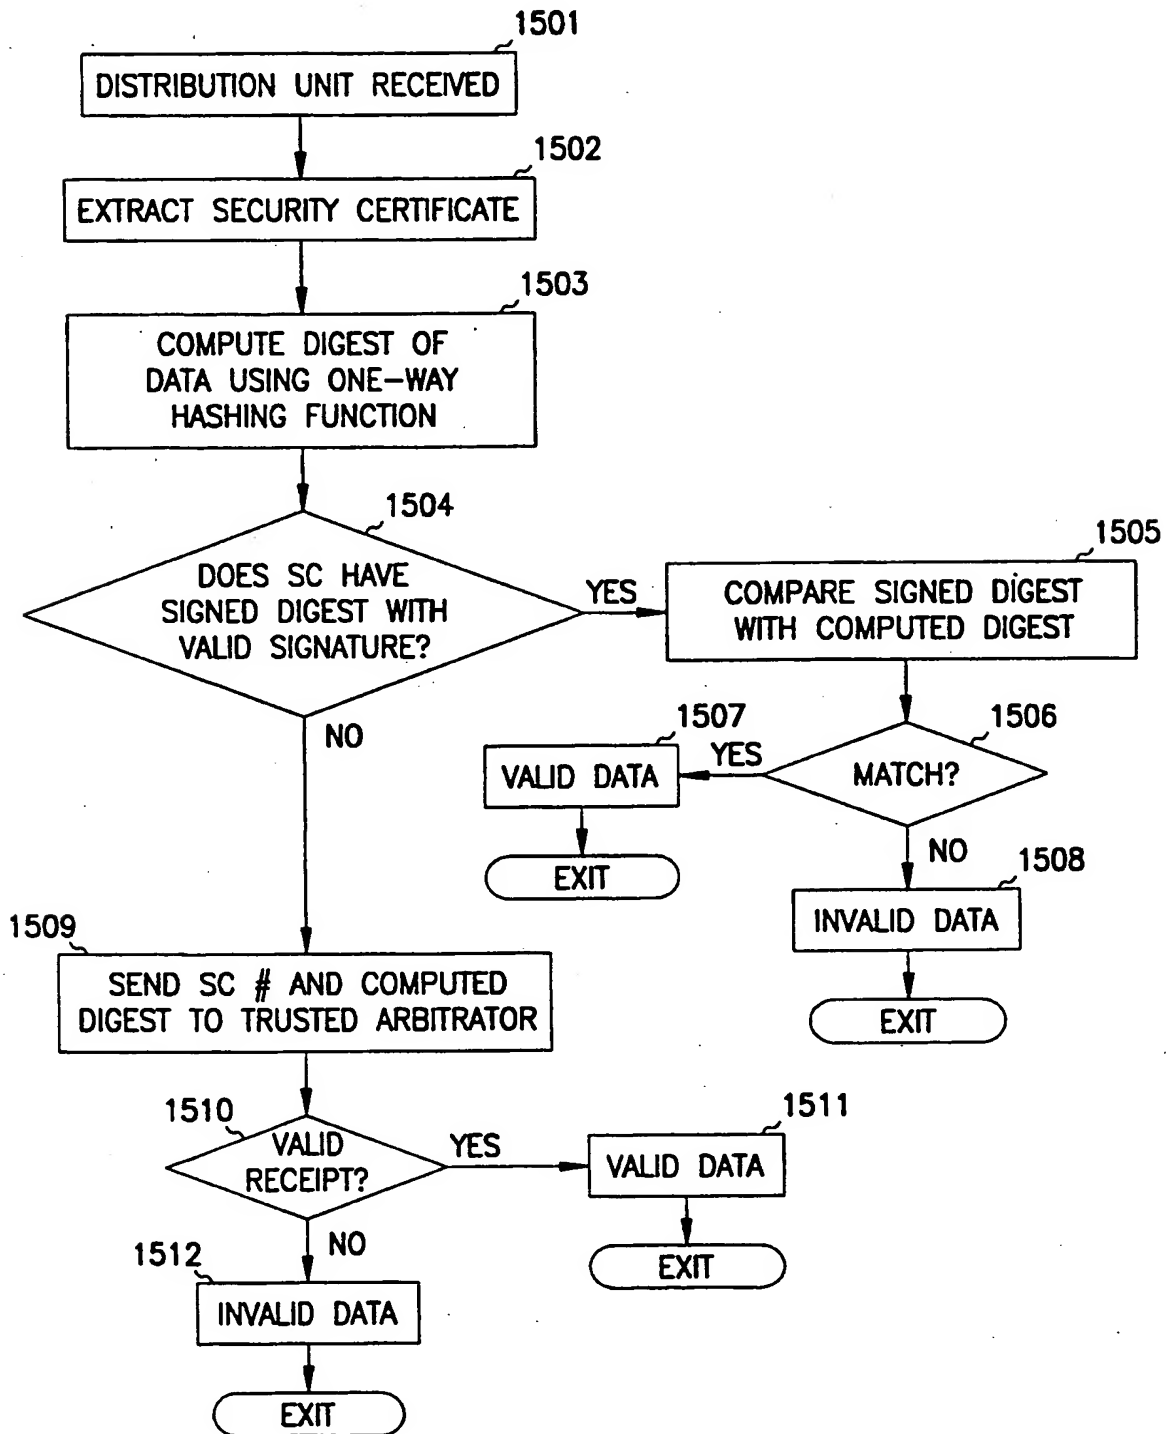 1501
DISTRIBUTION UNIT RECEIVED
1502
EXTRACT SECURITY CERTIFICATE
1503
COMPUTE DIGEST OF
DATA USING ONE-WAY
HASHING FUNCTION
1504
DOES SC HAVE
SIGNED DIGEST WITH
VALID SIGNATURE?
YES
1505
COMPARE SIGNED DIGEST
WITH COMPUTED DIGEST
NO
1506
MATCH?
YES
1507
VALID DATA
EXIT
NO
1508
INVALID DATA
EXIT
1509
SEND SC # AND COMPUTED
DIGEST TO TRUSTED ARBITRATOR
1510
VALID
RECEIPT?
YES
1511
VALID DATA
EXIT
NO
1512
INVALID DATA
EXIT